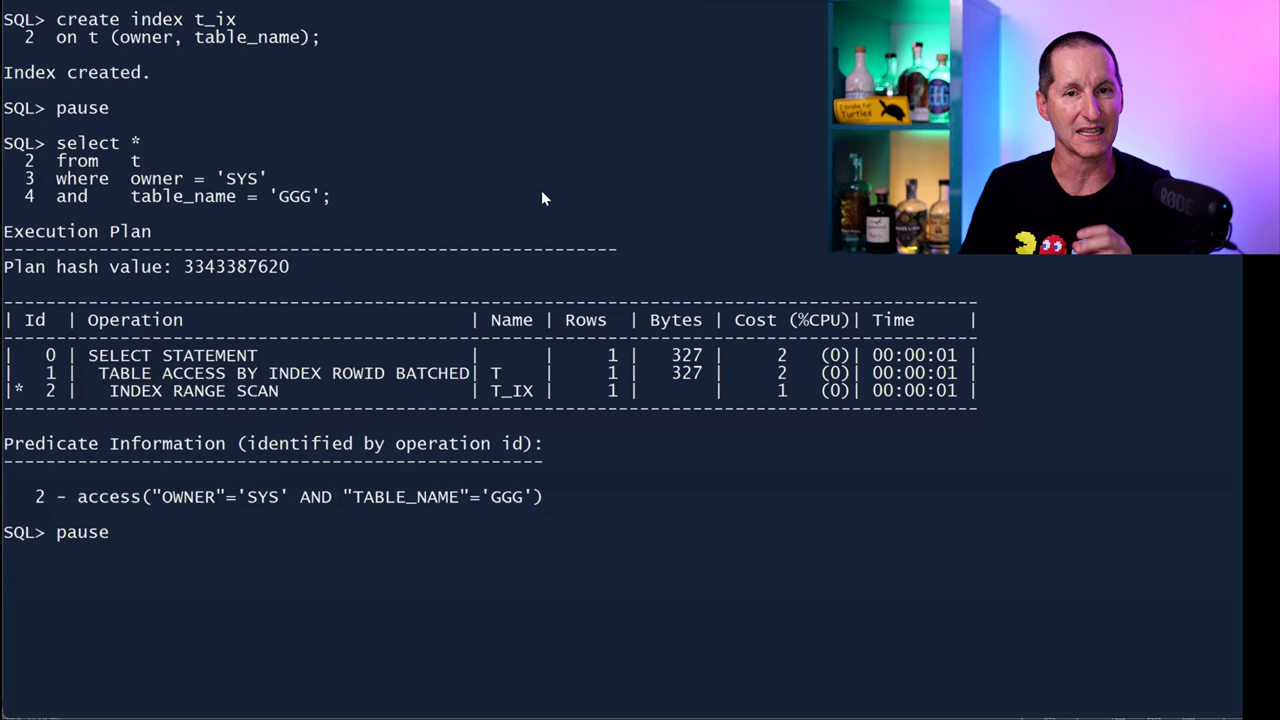 SQL> create index t_ix
  2  on t (owner, table_name);
Index created.
SQL> pause
SQL> select *
  2  from   t
  3  where  owner = 'SYS'
  4  and    table_name = 'GGG';
Execution Plan
----------------------------------------------------------
Plan hash value: 3343387620
--------------------------------------------------------------------------------------------
| Id  | Operation                           | Name | Rows  | Bytes | Cost (%CPU)| Time     |
--------------------------------------------------------------------------------------------
|   0 | SELECT STATEMENT                    |      |     1 |   327 |     2   (0)| 00:00:01 |
|   1 |  TABLE ACCESS BY INDEX ROWID BATCHED| T    |     1 |   327 |     2   (0)| 00:00:01 |
|*  2 |   INDEX RANGE SCAN                  | T_IX |     1 |       |     1   (0)| 00:00:01 |
--------------------------------------------------------------------------------------------
Predicate Information (identified by operation id):
---------------------------------------------------
   2 - access("OWNER"='SYS' AND "TABLE_NAME"='GGG')
SQL> pause
I brake for
Turtles
RØDE